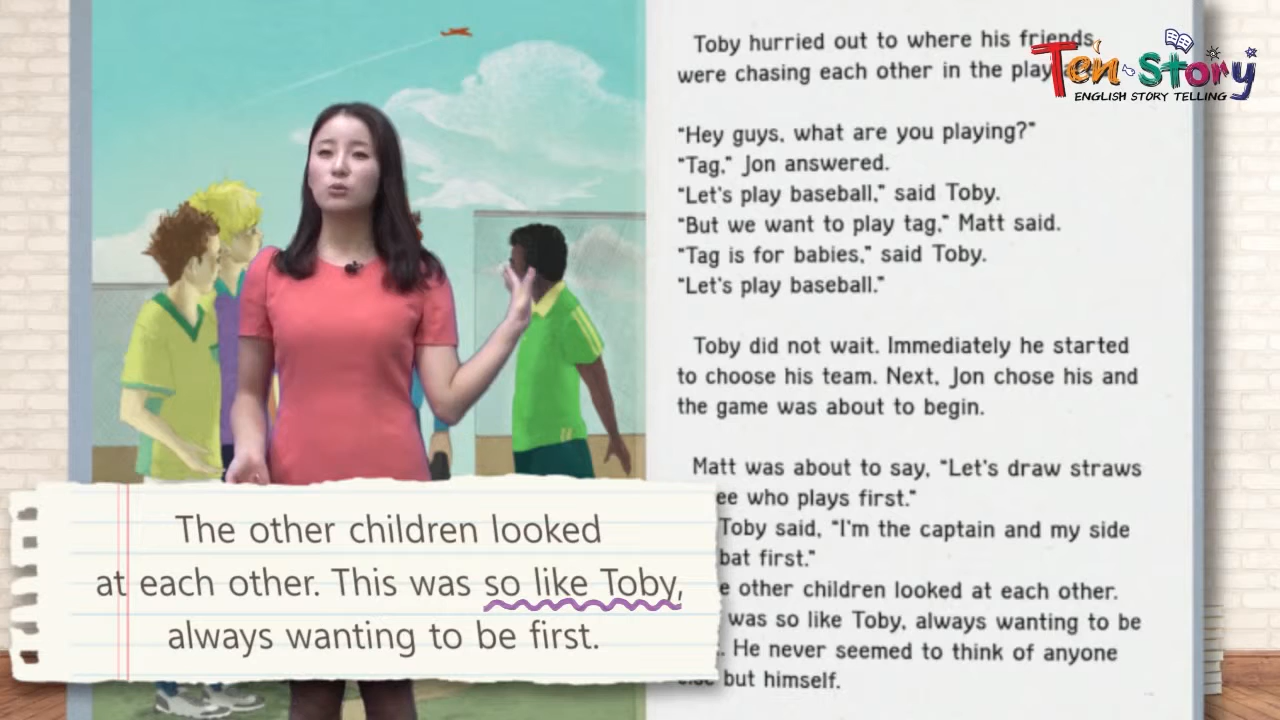 Toby hurried out to where his friends
were chasing each other in the play
Ten Story
ENGLISH STORY TELLING
"Hey guys, what are you playing?"
"Tag," Jon answered.
"Let's play baseball," said Toby.
"But we want to play tag," Matt said.
"Tag is for babies," said Toby.
"Let's play baseball."
Toby did not wait. Immediately he started
to choose his team. Next, Jon chose his and
the game was about to begin.
Matt was about to say, "Let's draw straws
ee who plays first."
Toby said, "I'm the captain and my side
bat first."
e other children looked at each other.
was so like Toby, always wanting to be
. He never seemed to think of anyone
but himself.
The other children looked
at each other. This was so like Toby,
always wanting to be first.